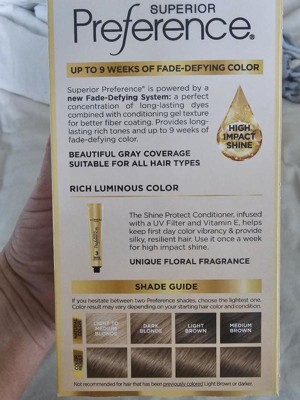 SUPERIOR
Preference®
UP TO 9 WEEKS OF FADE-DEFYING COLOR
Superior Preference® is powered by a
new Fade-Defying System: a perfect
concentration of long-lasting dyes
combined with conditioning gel texture
for better fiber coating. Provides long-
lasting rich tones and up to 9 weeks of
fade-defying color.
HIGH
IMPACT
SHINE
BEAUTIFUL GRAY COVERAGE
SUITABLE FOR ALL HAIR TYPES
RICH LUMINOUS COLOR
The Shine Protect Conditioner, infused
with a UV Filter and Vitamin E, helps
keep first day color vibrancy & provide
silky, resilient hair. Use it once a week
for high impact shine.
Preference
UNIQUE FLORAL FRAGRANCE
SHADE GUIDE
If you hesitate between two Preference shades, choose the lightest one.
Color result may vary depending on your starting hair color and condition.
LIGHT TO
MEDIUM
BLONDE
DARK
BLONDE
LIGHT
BROWN
MEDIUM
BROWN
Not recommended for hair that has been previously colored Light Brown or darker.